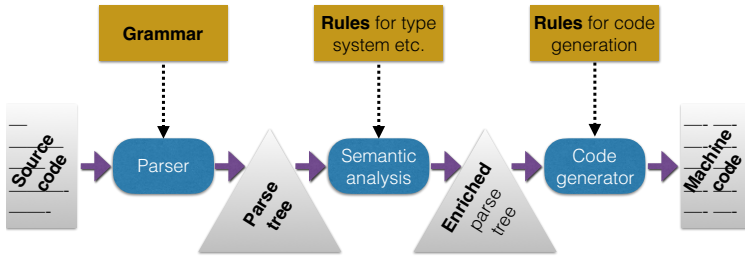 Grammar
Rules for type
system etc.
Rules for code
generation
Source
code
Parser
Parse
tree
Semantic
analysis
Enriched
parse
tree
Code
generator
Machine
code